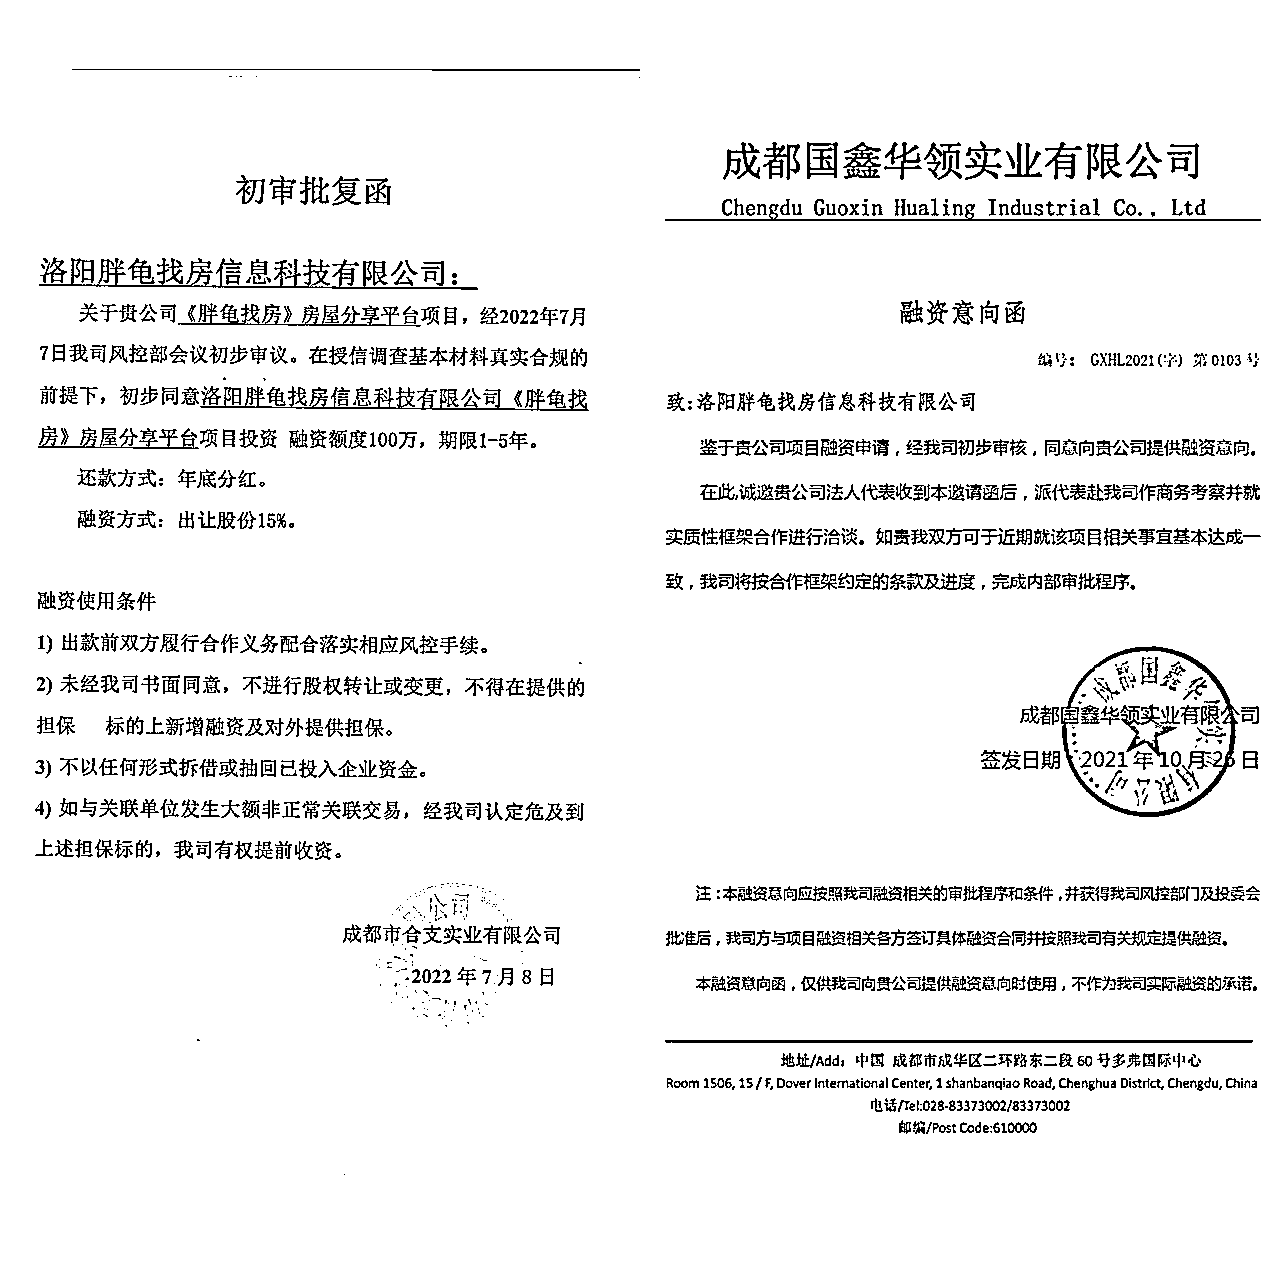 初审批复函
洛阳胖龟找房信息科技有限公司：
关于贵公司《胖龟找房》房屋分享平台项目，经2022年7月
7日我司风控部会议初步审议。在授信调查基本材料真实合规的
前提下，初步同意洛阳胖龟找房信息科技有限公司《胖龟找
房》房屋分享平台项目投资 融资额度100万，期限1-5年。
还款方式：年底分红。
融资方式：出让股份15%。
融资使用条件
1) 出款前双方履行合作义务配合落实相应风控手续。
2) 未经我司书面同意，不进行股权转让或变更，不得在提供的
担保 标的上新增融资及对外提供担保。
3) 不以任何形式拆借或抽回已投入企业资金。
4) 如与关联单位发生大额非正常关联交易，经我司认定危及到
上述担保标的，我司有权提前收资。
公司
成都市合支实业有限公司
2022年7月8日
成都国鑫华领实业有限公司
Chengdu Guoxin Hualing Industrial Co., Ltd
融资意向函
编号： GXHL2021(字) 第0103号
致:洛阳胖龟找房信息科技有限公司
鉴于贵公司项目融资申请，经我司初步审核，同意向贵公司提供融资意向。
在此,诚邀贵公司法人代表收到本邀请函后，派代表赴我司作商务考察并就
实质性框架合作进行洽谈。如贵我双方可于近期就该项目相关事宜基本达成一
致，我司将按合作框架约定的条款及进度，完成内部审批程序。
成都国鑫华领实业有限公司
成都国鑫华领实业有限公司
签发日期：2021年10月26日
注：本融资意向应按照我司融资相关的审批程序和条件，并获得我司风控部门及投委会
批准后，我司方与项目融资相关各方签订具体融资合同并按照我司有关规定提供融资。
本融资意向函，仅供我司向贵公司提供融资意向时使用，不作为我司实际融资的承诺。
地址/Add：中国 成都市成华区二环路东二段60号多弗国际中心
Room 1506, 15 / F, Dover International Center, 1 shanbanqiao Road, Chenghua District, Chengdu, China
电话/Tel:028-83373002/83373002
邮编/Post Code:610000